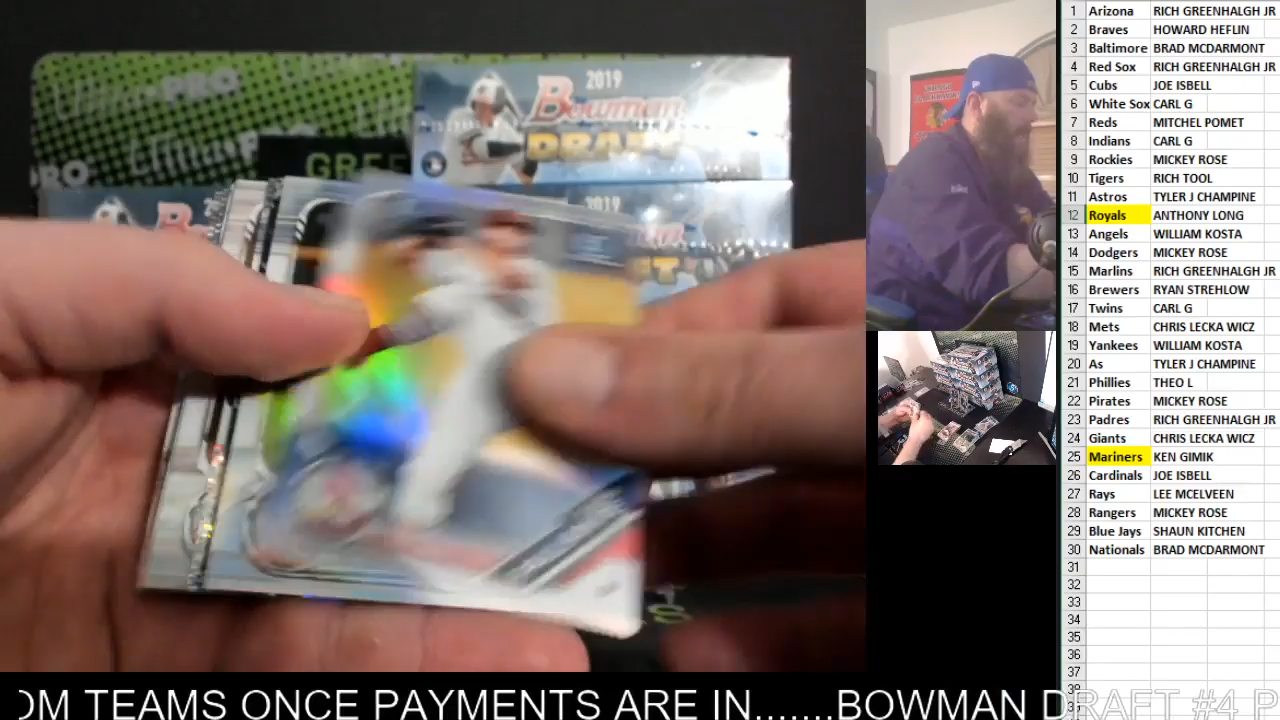 PRO
2019
Bowman
DRAFT
GREE
PRO
2019
1 Arizona RICH GREENHALGH JR
2 Braves HOWARD HEFLIN
3 Baltimore BRAD MCDARMONT
4 Red Sox RICH GREENHALGH JR
5 Cubs JOE ISBELL
6 White Sox CARL G
7 Reds MITCHEL POMET
8 Indians CARL G
9 Rockies MICKEY ROSE
10 Tigers RICH TOOL
11 Astros TYLER J CHAMPINE
12 Royals ANTHONY LONG
13 Angels WILLIAM KOSTA
14 Dodgers MICKEY ROSE
15 Marlins RICH GREENHALGH JR
16 Brewers RYAN STREHLOW
17 Twins CARL G
18 Mets CHRIS LECKA WICZ
19 Yankees WILLIAM KOSTA
20 As TYLER J CHAMPINE
21 Phillies THEO L
22 Pirates MICKEY ROSE
23 Padres RICH GREENHALGH JR
24 Giants CHRIS LECKA WICZ
25 Mariners KEN GIMIK
26 Cardinals JOE ISBELL
27 Rays LEE MCELVEEN
28 Rangers MICKEY ROSE
29 Blue Jays SHAUN KITCHEN
30 Nationals BRAD MCDARMONT
31
32
33
34
35
36
37
38
OM TEAMS ONCE PAYMENTS ARE IN.......BOWMAN DRAFT #4 P